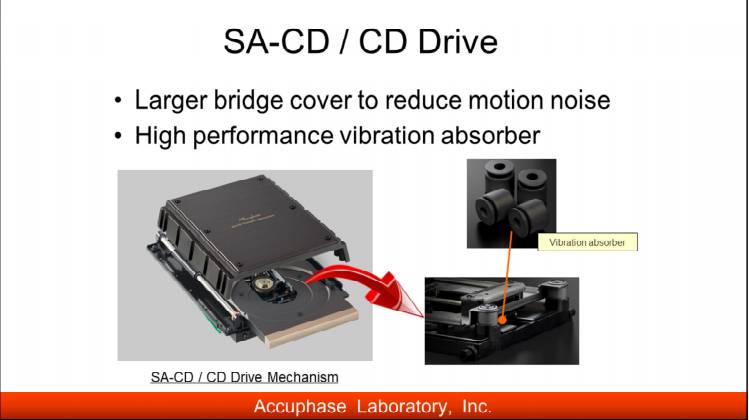 SA-CD / CD Drive
• Larger bridge cover to reduce motion noise
• High performance vibration absorber
Vibration absorber
SA-CD / CD Drive Mechanism
Accuphase Laboratory, Inc.